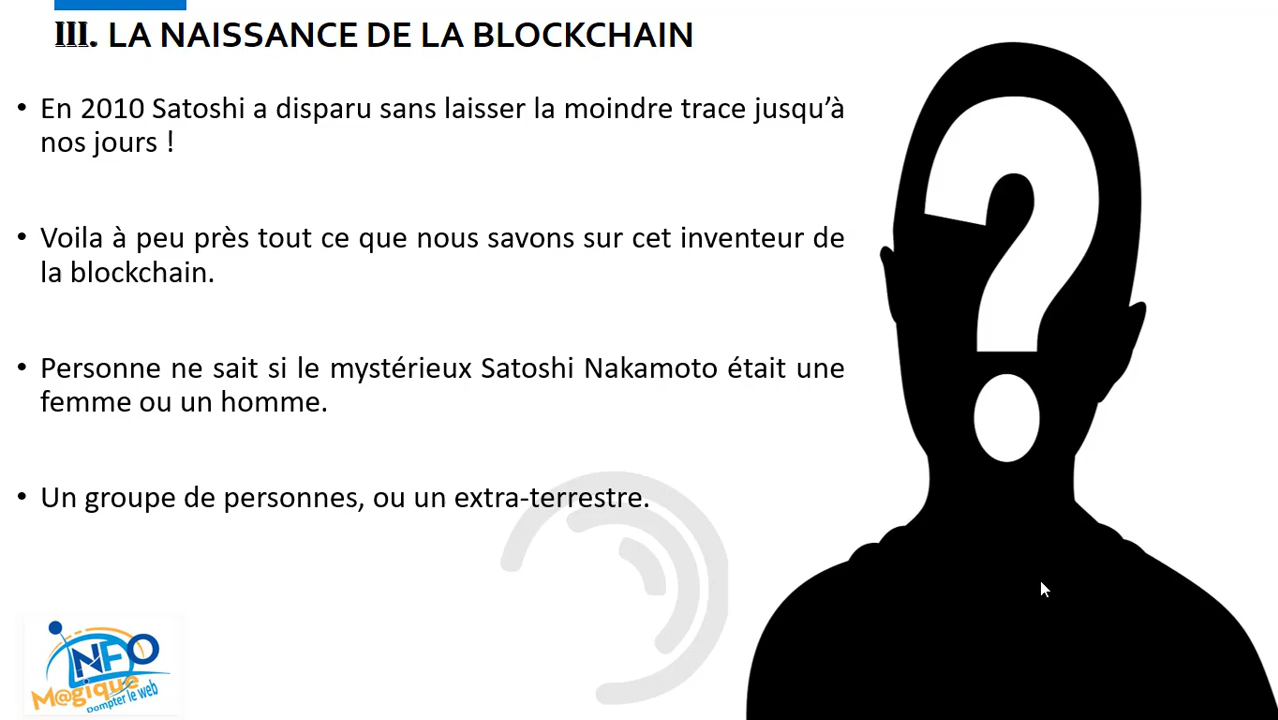 III. LA NAISSANCE DE LA BLOCKCHAIN
• En 2010 Satoshi a disparu sans laisser la moindre trace jusqu’à
nos jours !
• Voila à peu près tout ce que nous savons sur cet inventeur de
la blockchain.
• Personne ne sait si le mystérieux Satoshi Nakamoto était une
femme ou un homme.
• Un groupe de personnes, ou un extra-terrestre.
?
INFO
M@gique
Dompter le web